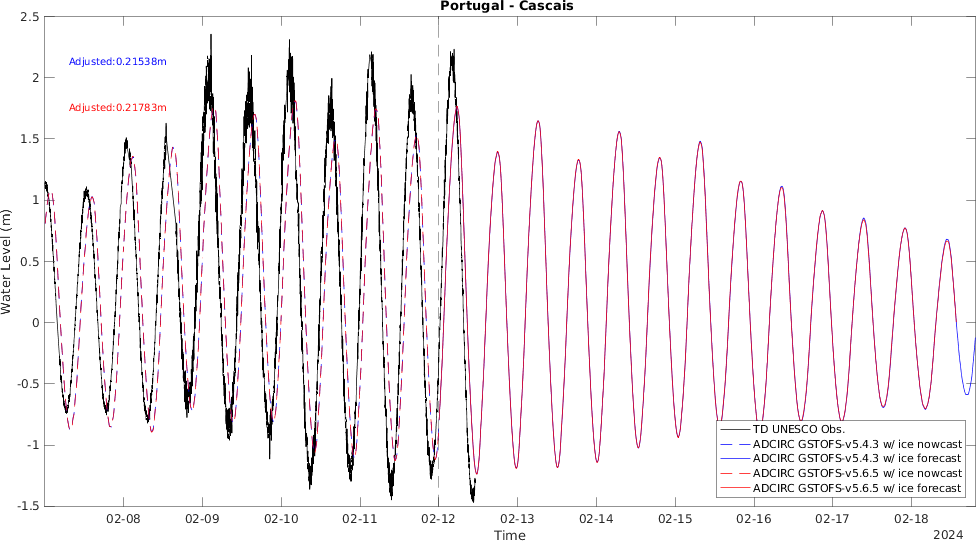 Portugal - Cascais
2.5
2
1.5
1
0.5
0
-0.5
-1
-1.5
Water Level (m)
Adjusted:0.21538m
Adjusted:0.21783m
TD UNESCO Obs.
ADCIRC GSTOFS-v5.4.3 w/ ice nowcast
ADCIRC GSTOFS-v5.4.3 w/ ice forecast
ADCIRC GSTOFS-v5.6.5 w/ ice nowcast
ADCIRC GSTOFS-v5.6.5 w/ ice forecast
02-08 02-09 02-10 02-11 02-12 02-13 02-14 02-15 02-16 02-17 02-18
Time
2024